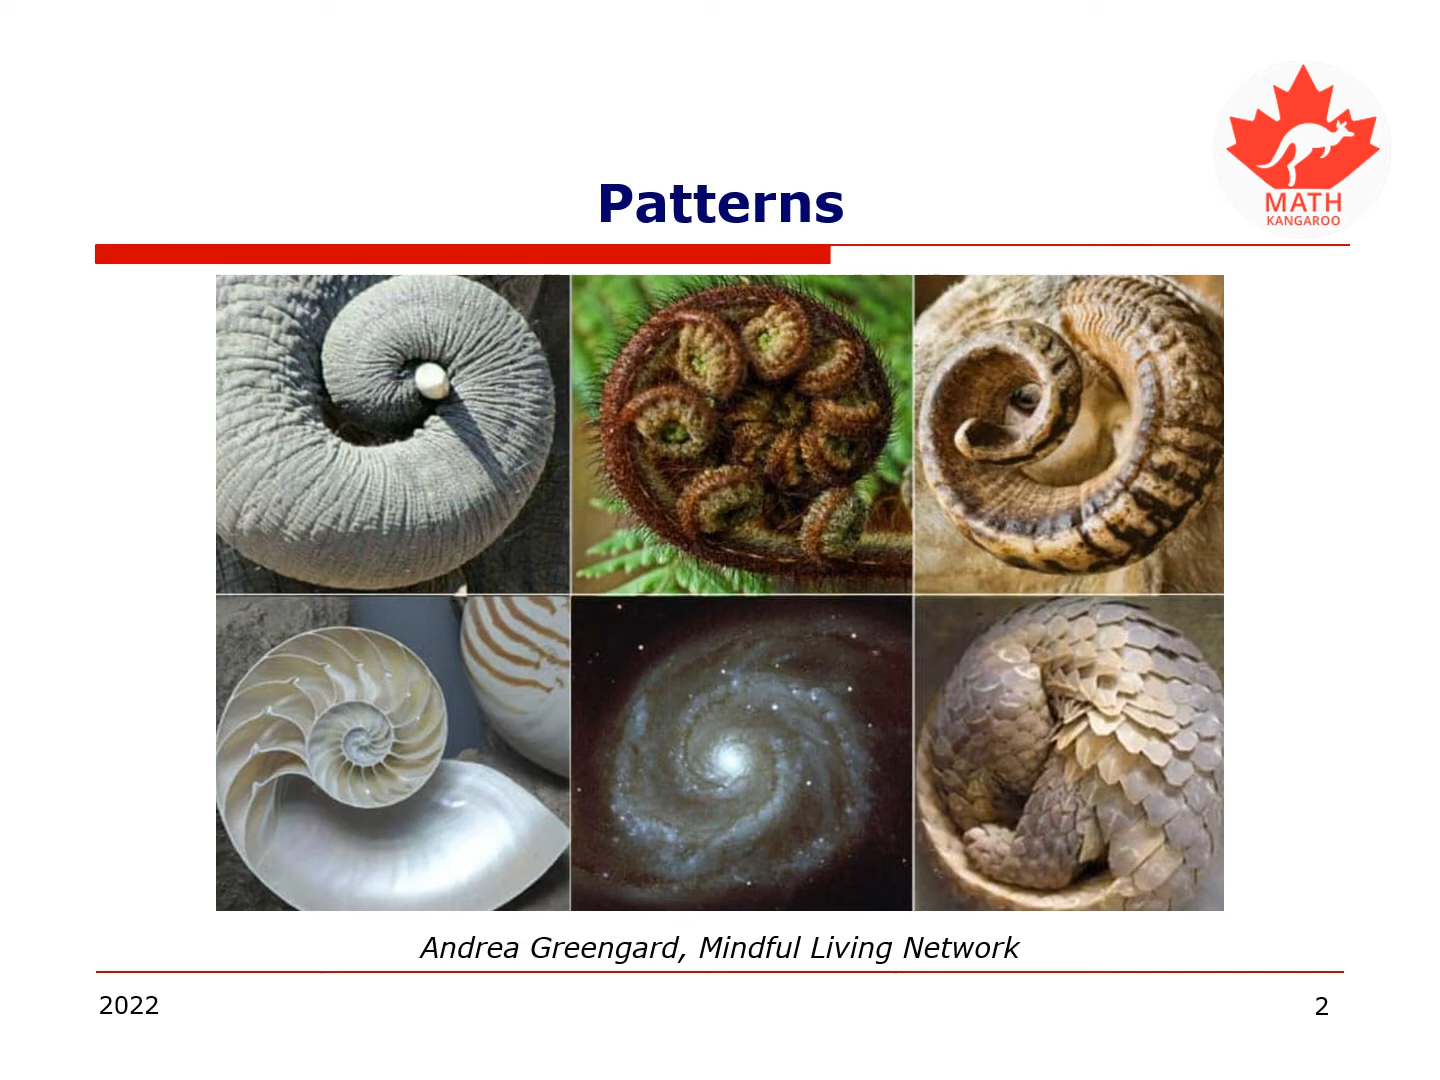 MATH
KANGAROO
Patterns
Andrea Greengard, Mindful Living Network
2022
2